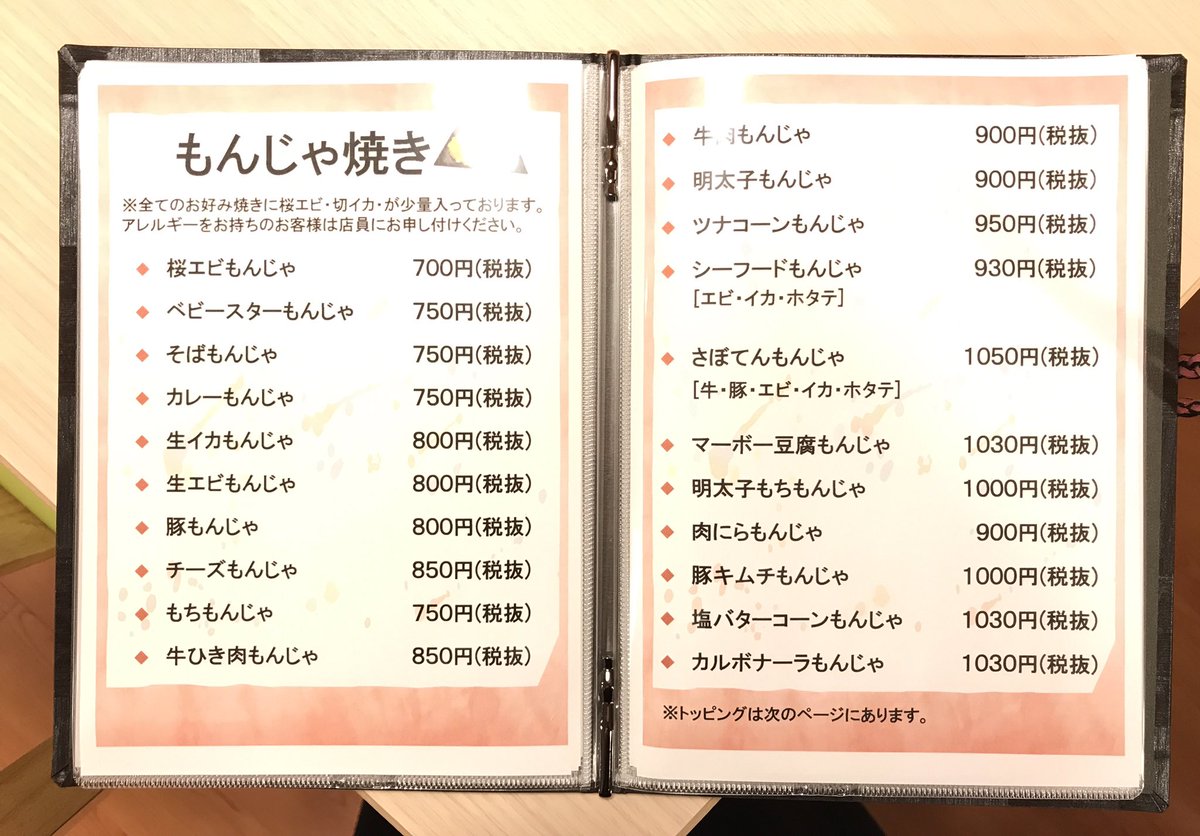 もんじゃ焼き
※全てのお好み焼きに桜エビ・切イカ・が少量入っております。
アレルギーをお持ちのお客様は店員にお申し付けください。
◆ 桜エビもんじゃ 700円(税抜)
◆ ベビースターもんじゃ 750円(税抜)
◆ そばもんじゃ 750円(税抜)
◆ カレーもんじゃ 750円(税抜)
◆ 生イカもんじゃ 800円(税抜)
◆ 生エビもんじゃ 800円(税抜)
◆ 豚もんじゃ 800円(税抜)
◆ チーズもんじゃ 850円(税抜)
◆ もちもんじゃ 750円(税抜)
◆ 牛ひき肉もんじゃ 850円(税抜)
◆ 牛肉もんじゃ 900円(税抜)
◆ 明太子もんじゃ 900円(税抜)
◆ ツナコーンもんじゃ 950円(税抜)
◆ シーフードもんじゃ 930円(税抜)
[エビ・イカ・ホタテ]
◆ さぼてんもんじゃ 1050円(税抜)
[牛・豚・エビ・イカ・ホタテ]
◆ マーボー豆腐もんじゃ 1030円(税抜)
◆ 明太子もちもんじゃ 1000円(税抜)
◆ 肉にらもんじゃ 900円(税抜)
◆ 豚キムチもんじゃ 1000円(税抜)
◆ 塩バターコーンもんじゃ 1030円(税抜)
◆ カルボナーラもんじゃ 1030円(税抜)
※トッピングは次のページにあります。